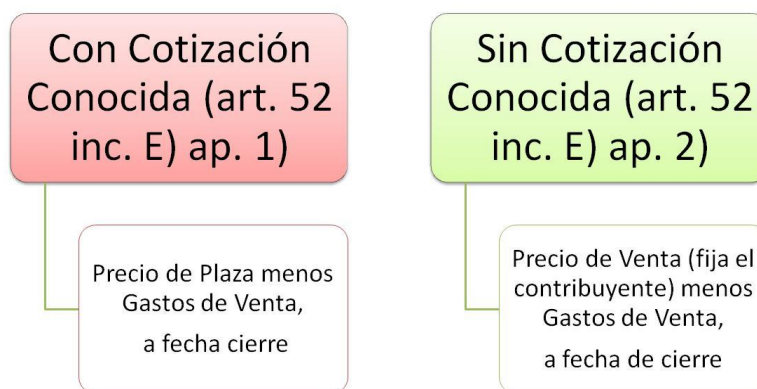 Con Cotización
Conocida (art. 52
inc. E) ap. 1)
Precio de Plaza menos
Gastos de Venta,
a fecha cierre
Sin Cotización
Conocida (art. 52
inc. E) ap. 2)
Precio de Venta (fija el
contribuyente) menos
Gastos de Venta,
a fecha de cierre